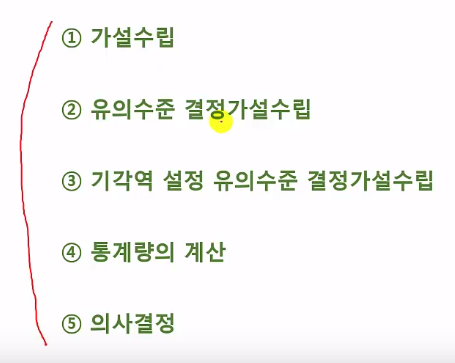 ① 가설수립
② 유의수준 결정가설수립
③ 기각역 설정 유의수준 결정가설수립
④ 통계량의 계산
⑤ 의사결정